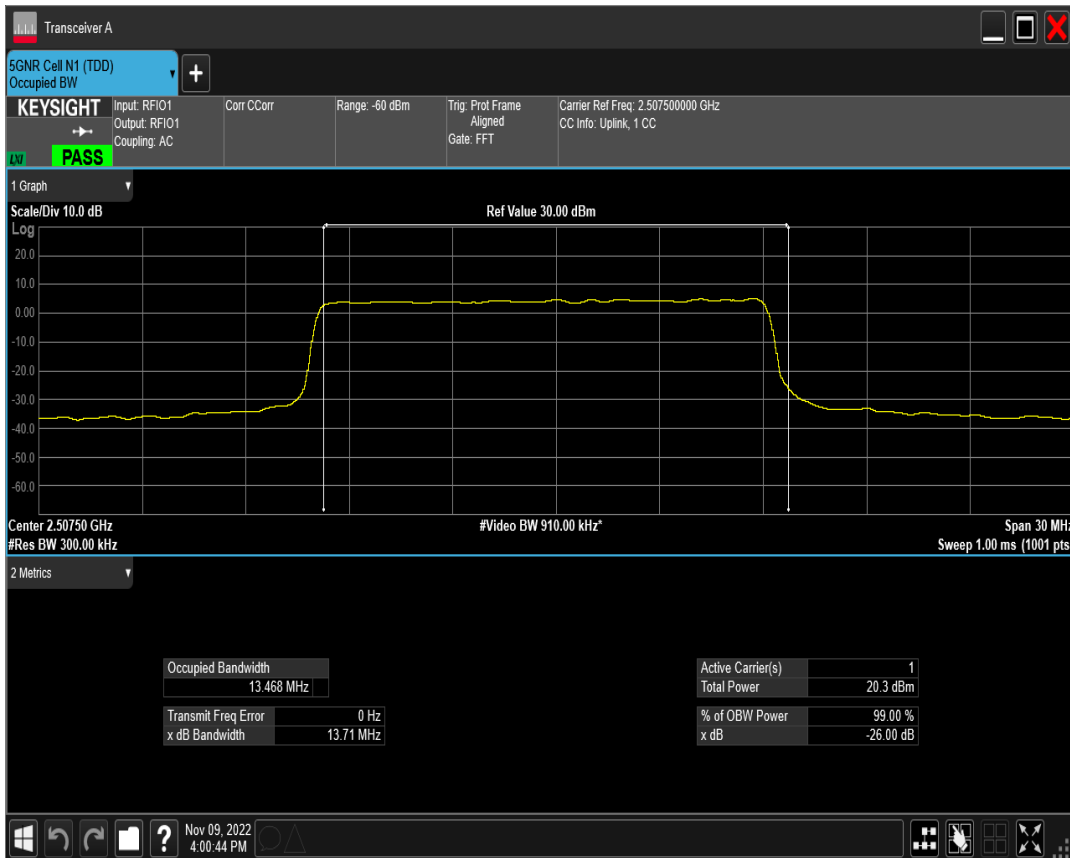 Transceiver A
5GNR Cell N1 (TDD)
Occupied BW
+
KEYSIGHT
LXI
PASS
Input: RFIO1
Output: RFIO1
Coupling: AC
Corr CCorr
Range: -60 dBm
Trig: Prot Frame
Aligned
Gate: FFT
Carrier Ref Freq: 2.507500000 GHz
CC Info: Uplink, 1 CC
1 Graph
Scale/Div 10.0 dB
Ref Value 30.00 dBm
Log
20.0
10.0
0.00
-10.0
-20.0
-30.0
-40.0
-50.0
-60.0
Center 2.50750 GHz
#Video BW 910.00 kHz*
Span 30 MHz
#Res BW 300.00 kHz
Sweep 1.00 ms (1001 pts
2 Metrics
Occupied Bandwidth
13.468 MHz
Transmit Freq Error 0 Hz
x dB Bandwidth 13.71 MHz
Active Carrier(s) 1
Total Power 20.3 dBm
% of OBW Power 99.00 %
x dB -26.00 dB
?
Nov 09, 2022
4:00:44 PM